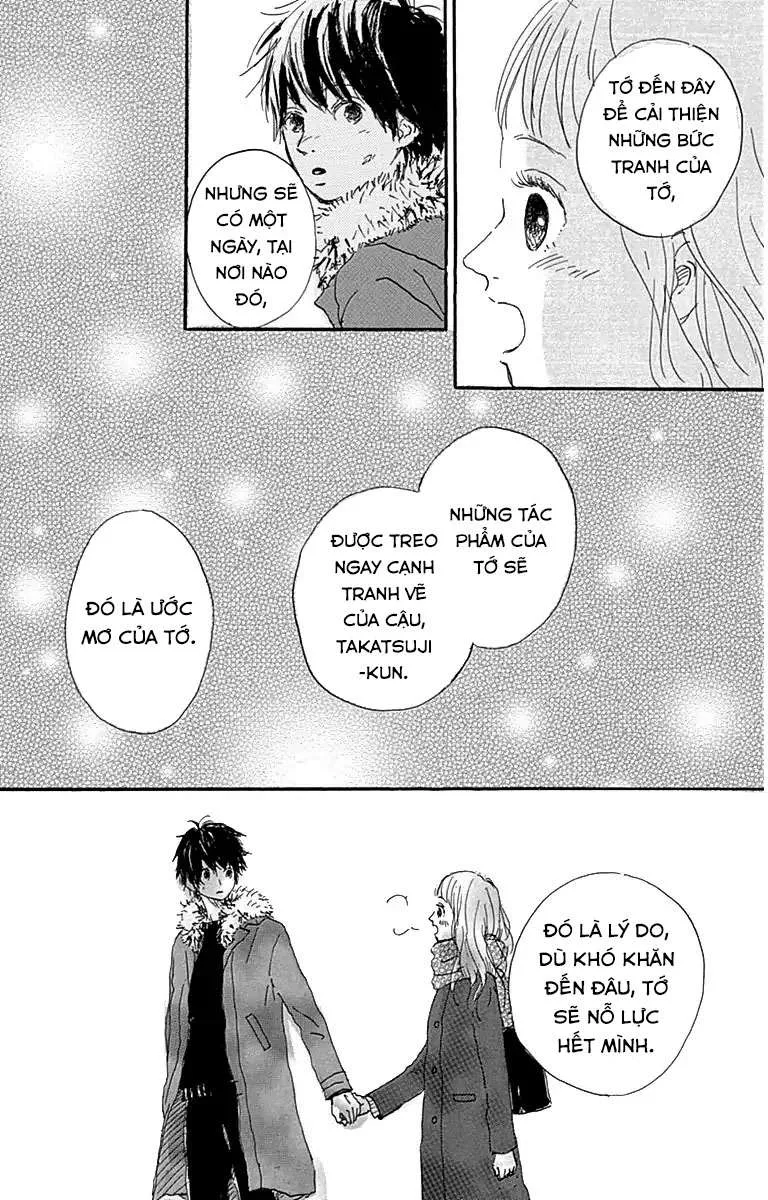 TỚ ĐẾN ĐÂY
ĐỂ CẢI THIỆN
NHỮNG BỨC
TRANH CỦA
TỚ,
NHƯNG SẼ
CÓ MỘT
NGÀY, TẠI
NƠI NÀO
ĐÓ,
NHỮNG TÁC
PHẨM CỦA
TỚ SẼ
ĐƯỢC TREO
NGAY CẠNH
TRANH VẼ
CỦA CẬU,
TAKATSUJI
-KUN.
ĐÓ LÀ ƯỚC
MƠ CỦA TỚ.
ĐÓ LÀ LÝ DO,
DÙ KHÓ KHĂN
ĐẾN ĐÂU, TỚ
SẼ NỖ LỰC
HẾT MÌNH.